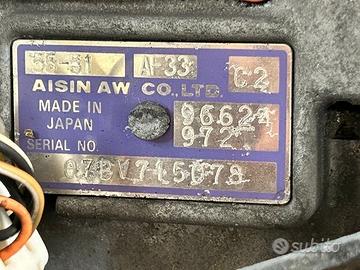 55-51 AF33 C2
AISIN AW CO., LTD.
MADE IN JAPAN
96624
972
SERIAL NO.
07BV715078
subito